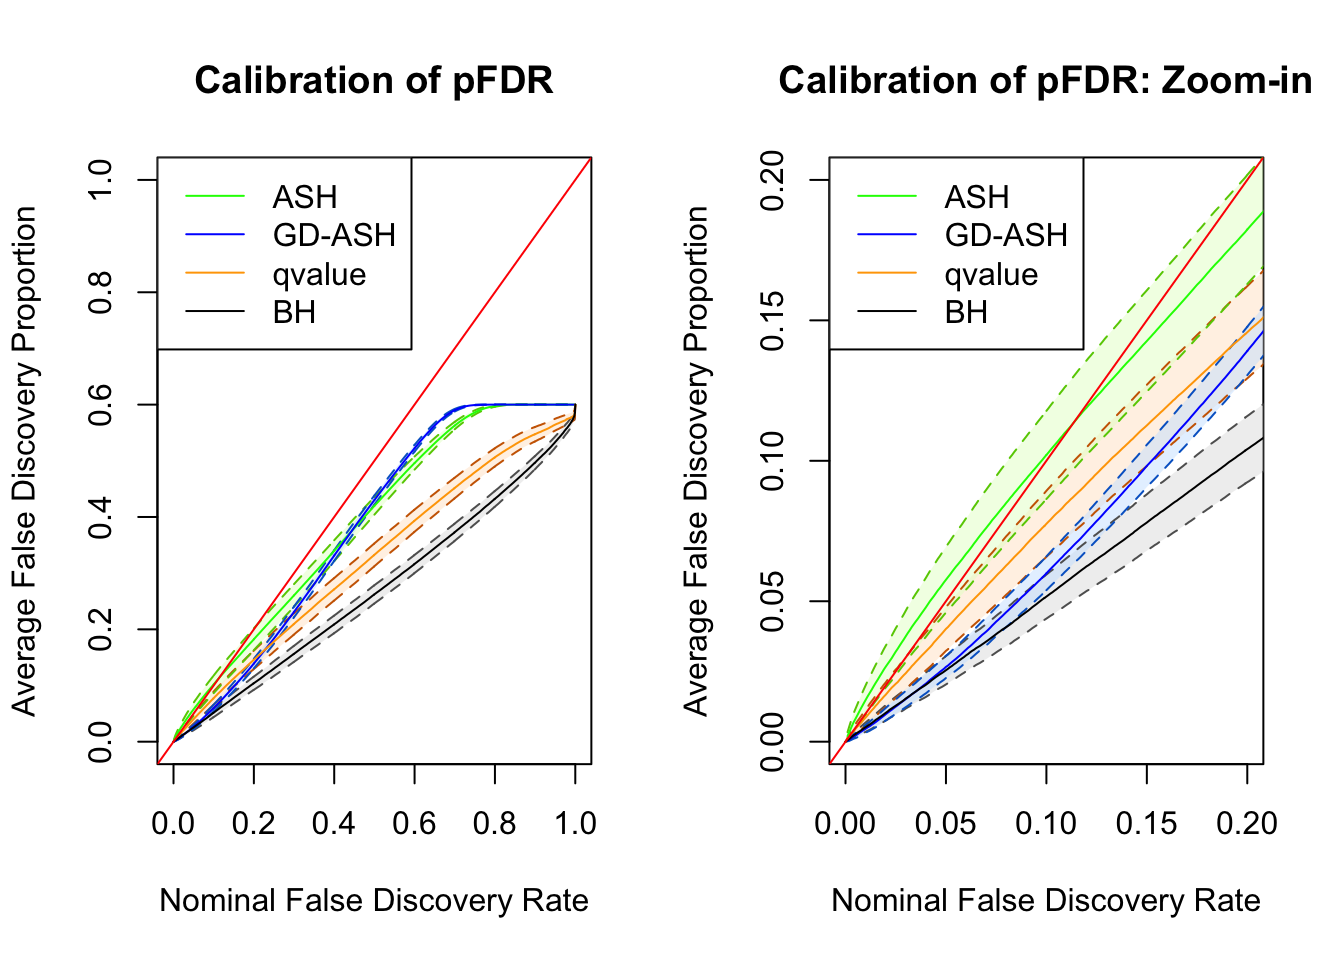 Calibration of pFDR
Average False Discovery Proportion
1.0
0.8
0.6
0.4
0.2
0.0
ASH
GD-ASH
qvalue
BH
0.0 0.2 0.4 0.6 0.8 1.0
Nominal False Discovery Rate
Calibration of pFDR: Zoom-in
Average False Discovery Proportion
0.20
0.15
0.10
0.05
0.00
ASH
GD-ASH
qvalue
BH
0.00 0.05 0.10 0.15 0.20
Nominal False Discovery Rate